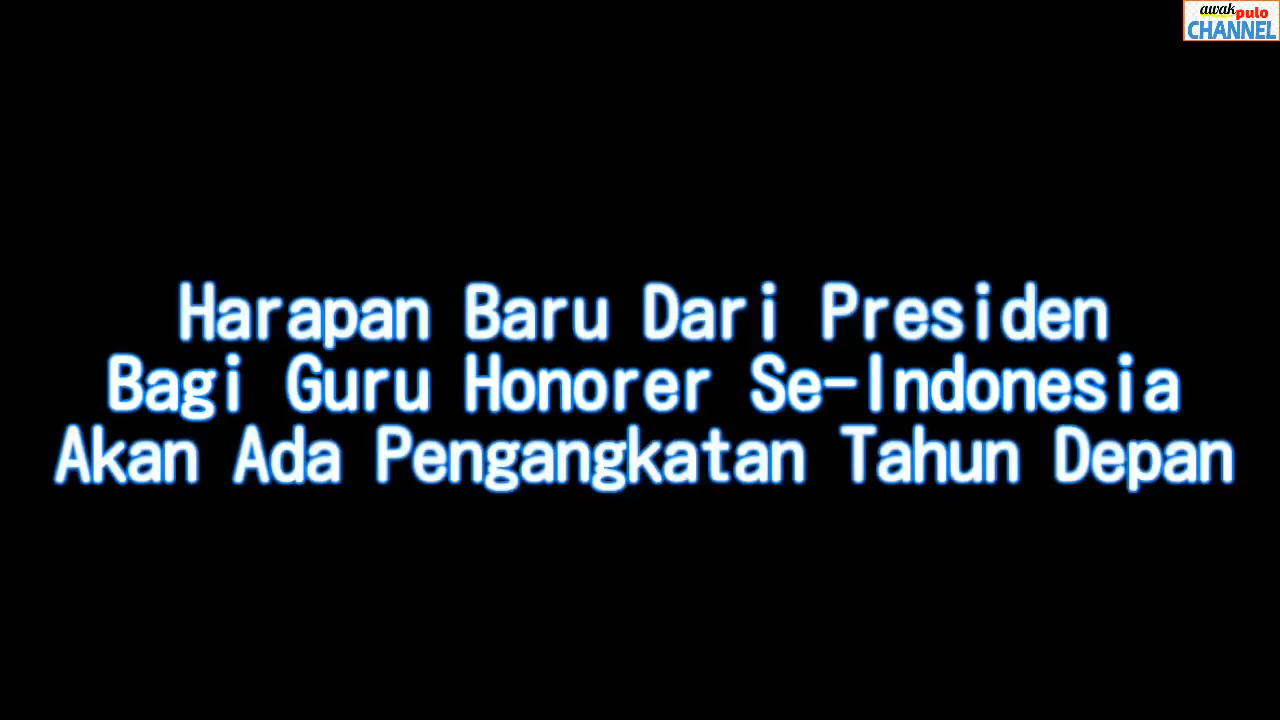 awak pulo
CHANNEL
Harapan Baru Dari Presiden
Bagi Guru Honorer Se-Indonesia
Akan Ada Pengangkatan Tahun Depan